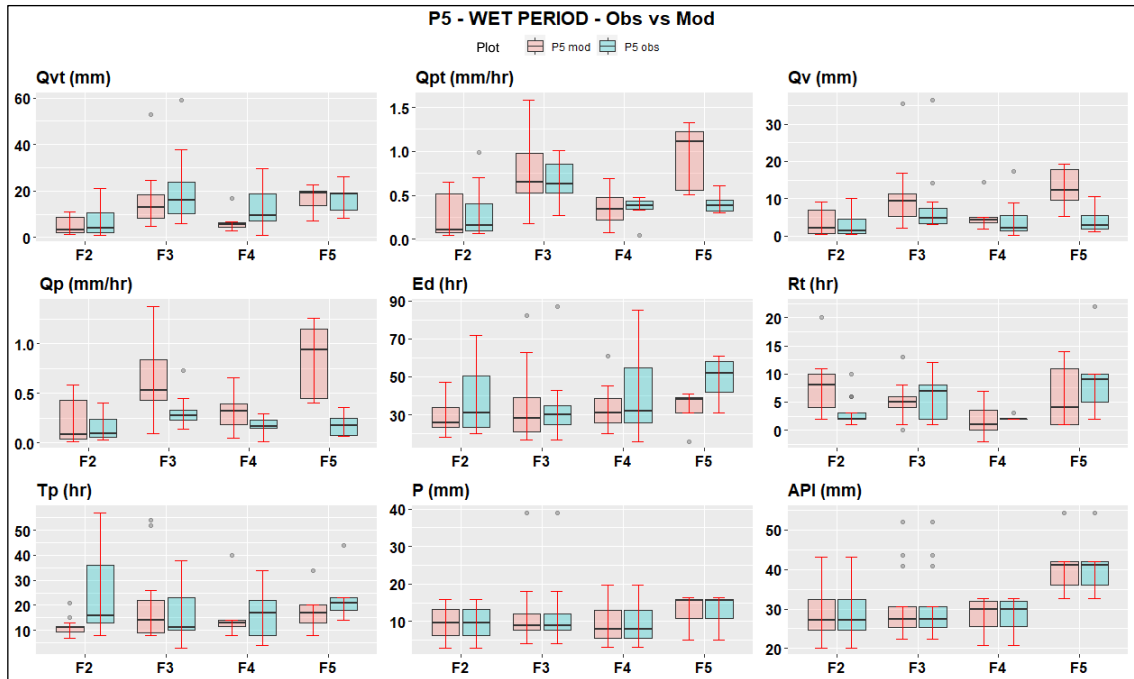 P5 - WET PERIOD - Obs vs Mod
Plot P5 mod P5 obs
Qvt (mm)
60
40
20
0
F2 F3 F4 F5
Qpt (mm/hr)
1.5
1.0
0.5
0.0
F2 F3 F4 F5
Qv (mm)
30
20
10
0
F2 F3 F4 F5
Qp (mm/hr)
1.0
0.5
0.0
F2 F3 F4 F5
Ed (hr)
90
70
50
30
F2 F3 F4 F5
Rt (hr)
20
15
10
5
0
F2 F3 F4 F5
Tp (hr)
50
40
30
20
10
F2 F3 F4 F5
P (mm)
40
30
20
10
F2 F3 F4 F5
API (mm)
50
40
30
20
F2 F3 F4 F5